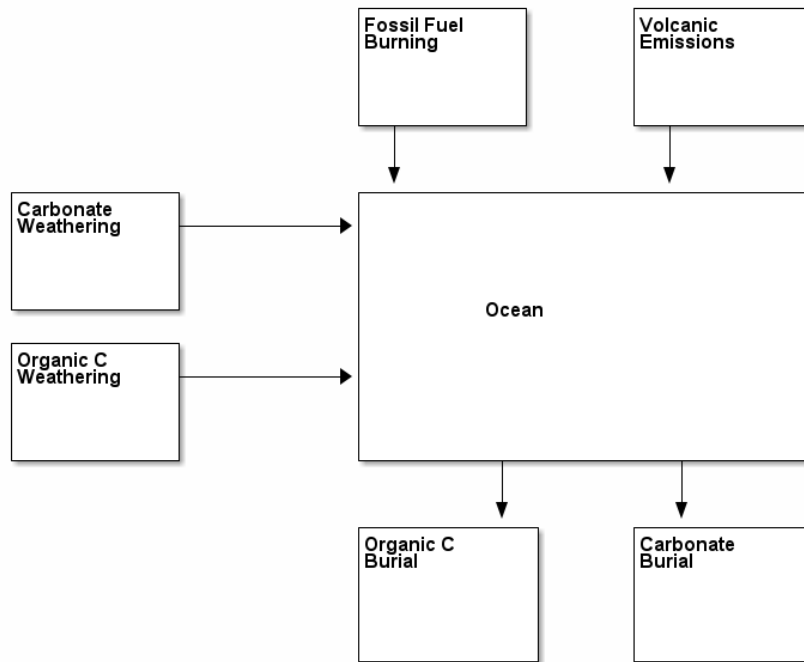 Fossil Fuel
Burning
Volcanic
Emissions
Carbonate
Weathering
Ocean
Organic C
Weathering
Organic C
Burial
Carbonate
Burial